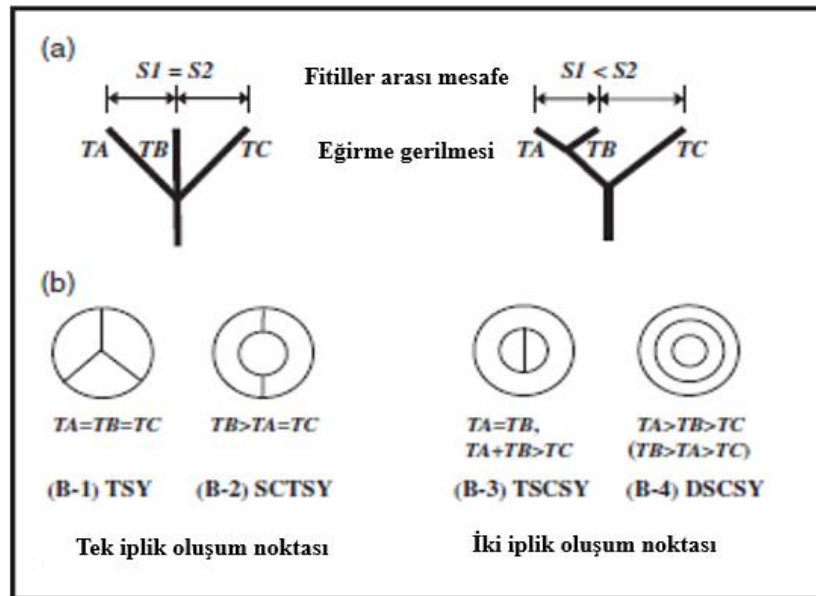 (a)
S1 = S2 Fitiller arası mesafe S1 < S2
TA TB TC Eğirme gerilmesi TA TB TC
(b)
TA=TB=TC TB>TA=TC TA=TB, TA>TB>TC
TA+TB>TC (TB>TA>TC)
(B-1) TSY (B-2) SCTSY (B-3) TSCSY (B-4) DSCSY
Tek iplik oluşum noktası İki iplik oluşum noktası